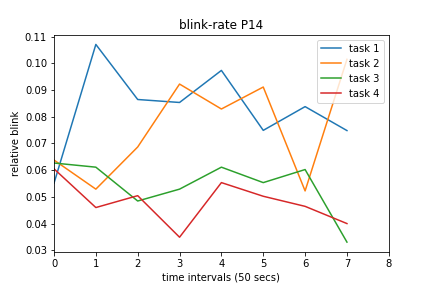 blink-rate P14
0.11
0.10
0.09
0.08
0.07
0.06
0.05
0.04
0.03
relative blink
task 1
task 2
task 3
task 4
0 1 2 3 4 5 6 7 8
time intervals (50 secs)